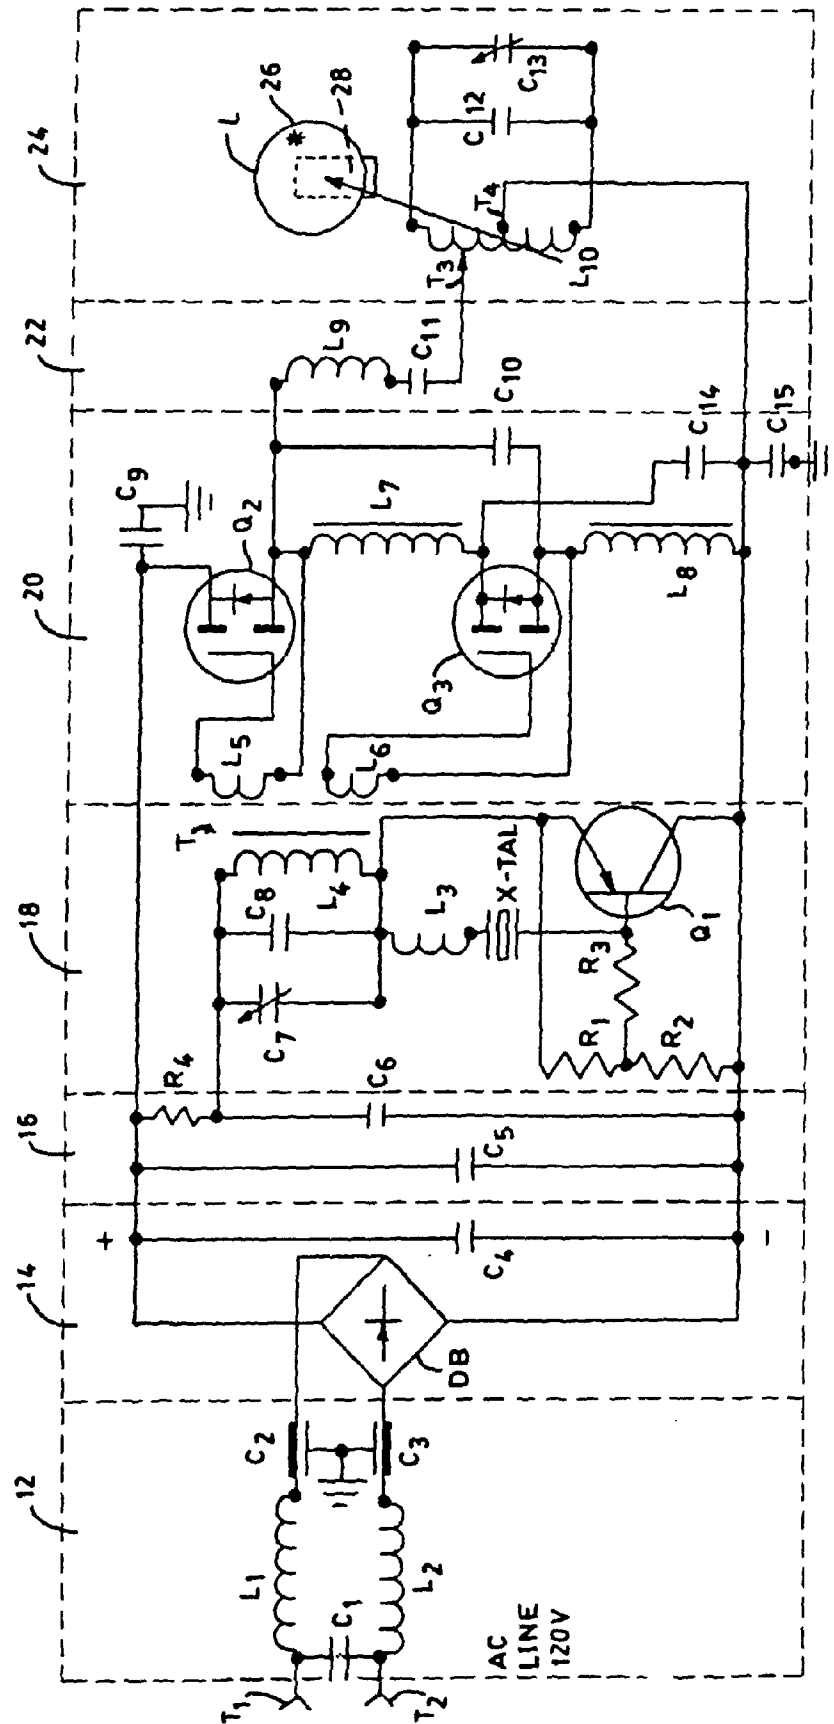 12
14
16
18
20
22
24
T1
T2
AC
LINE
120V
C1
L1
L2
C2
C3
DB
+
−
C4
C5
C6
R4
C7
C8
L4
L3
X-TAL
R1
R2
R3
Q1
L5
L6
Q2
Q3
C9
L7
L8
C10
C14
C15
L9
C11
T3
T4
L10
C12
C13
L
26
28
*